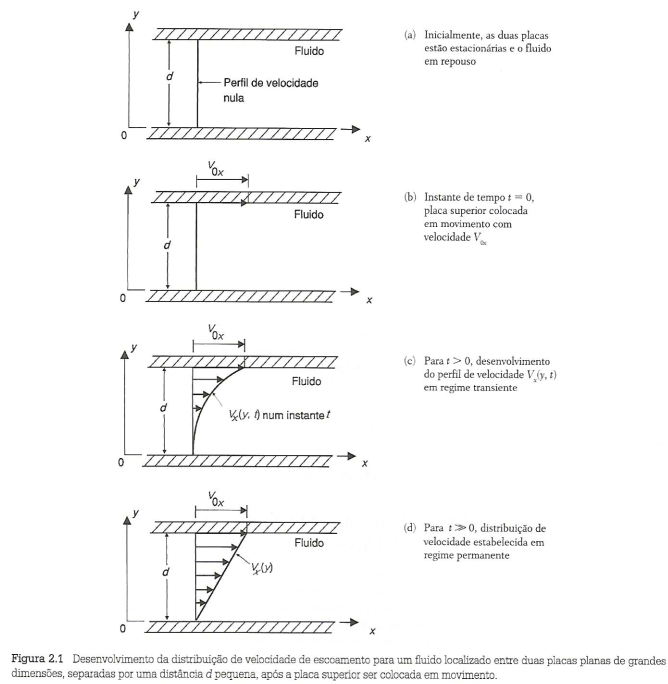 y
Fluido
d
Perfil de velocidade
nula
0
x
(a) Inicialmente, as duas placas
estão estacionárias e o fluido
em repouso
V0x
y
Fluido
d
0
x
(b) Instante de tempo t = 0,
placa superior colocada
em movimento com
velocidade V0x
V0x
y
Fluido
d
Vx(y, t) num instante t
0
x
(c) Para t > 0, desenvolvimento
do perfil de velocidade Vx(y, t)
em regime transiente
V0x
y
Fluido
d
Vx(y)
0
x
(d) Para t ≫ 0, distribuição de
velocidade estabelecida em
regime permanente
Figura 2.1 Desenvolvimento da distribuição de velocidade de escoamento para um fluido localizado entre duas placas planas de grandes
dimensões, separadas por uma distância d pequena, após a placa superior ser colocada em movimento.